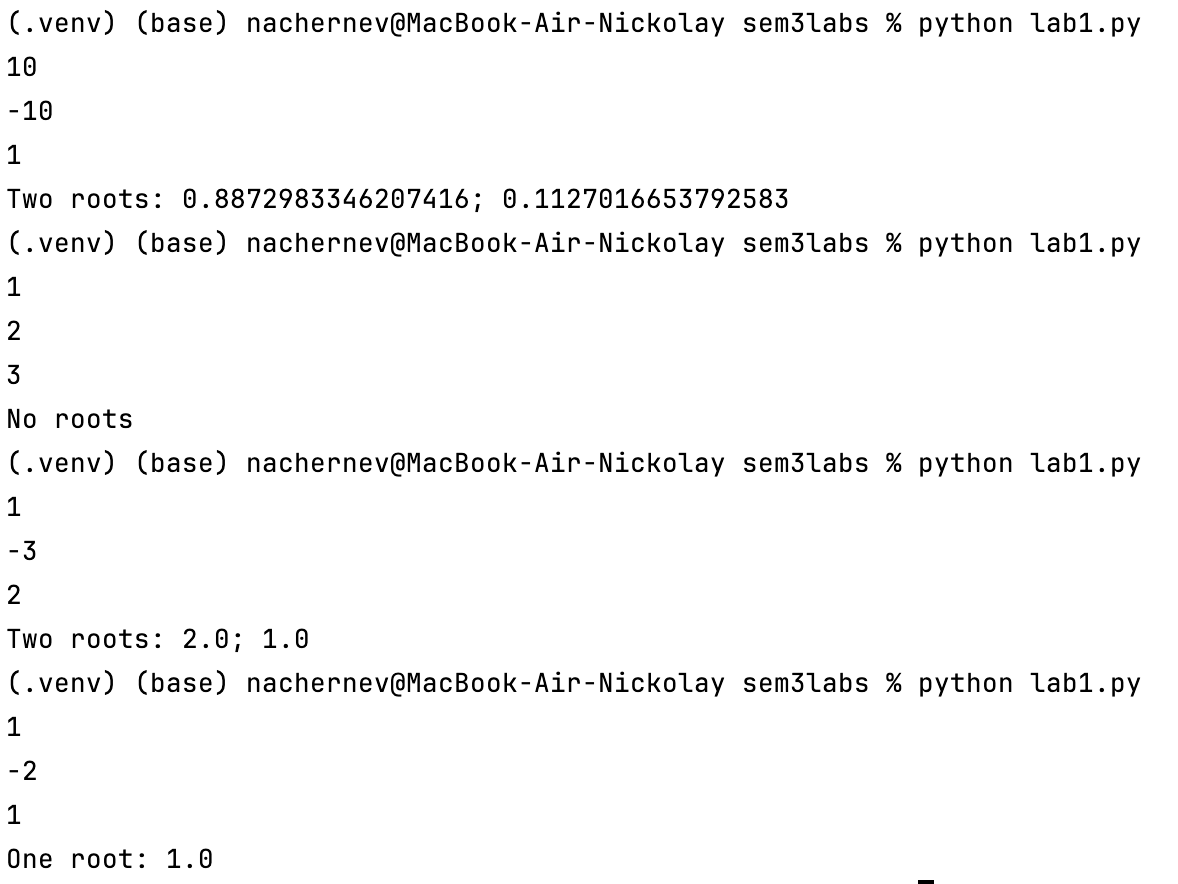 (.venv) (base) nachernev@MacBook-Air-Nickolay sem3labs % python lab1.py
10
-10
1
Two roots: 0.8872983346207416; 0.1127016653792583
(.venv) (base) nachernev@MacBook-Air-Nickolay sem3labs % python lab1.py
1
2
3
No roots
(.venv) (base) nachernev@MacBook-Air-Nickolay sem3labs % python lab1.py
1
-3
2
Two roots: 2.0; 1.0
(.venv) (base) nachernev@MacBook-Air-Nickolay sem3labs % python lab1.py
1
-2
1
One root: 1.0